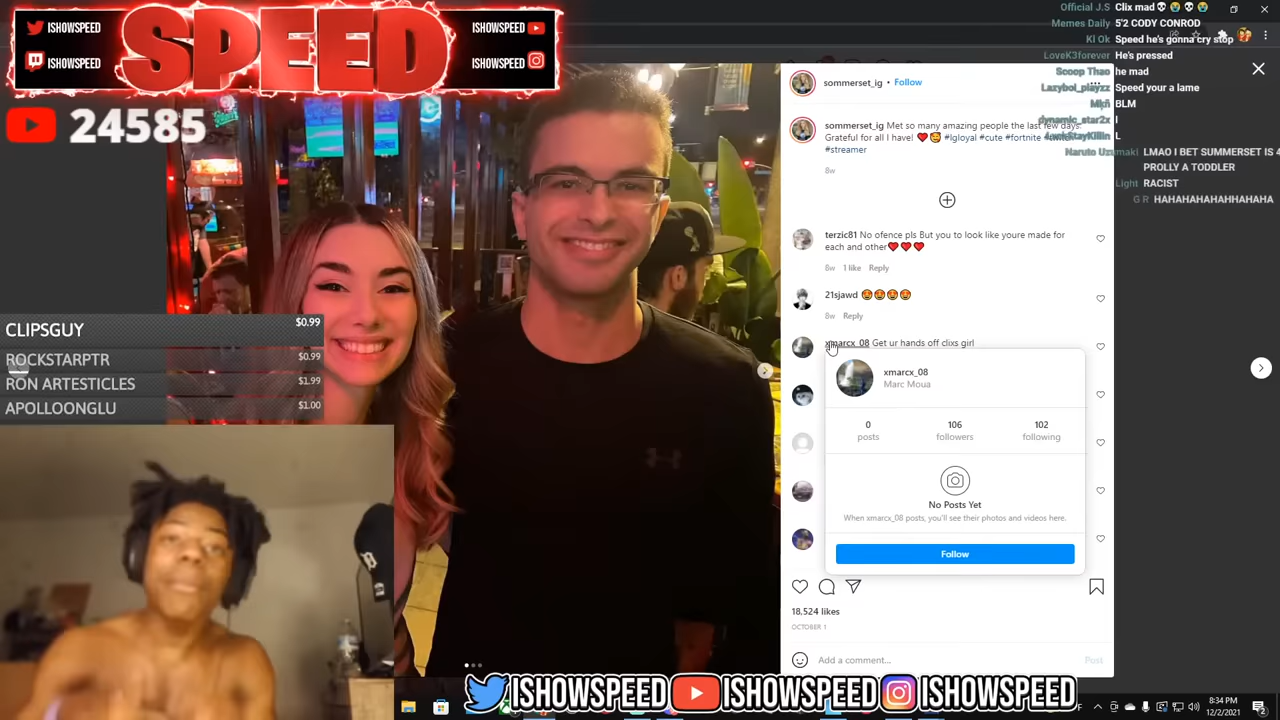 ISHOWSPEED
ISHOWSPEED
SPEED
ISHOWSPEED
ISHOWSPEED
24585
CLIPSGUY $0.99
ROCKSTARPTR $0.99
RON ARTESTICLES $1.99
APOLLOONGLU $1.00
sommerset_ig • Follow
sommerset_ig Met so many amazing people the last few days.
Grateful for all I have! #lgloyal #cute #fortnite #twitch
#streamer
8w
terzic81 No ofence pls But you to look like youre made for
each and other
8w 1 like Reply
21sjawd
8w Reply
xmarcx_08 Get ur hands off clixs girl
xmarcx_08
Marc Moua
0 106 102
posts followers following
No Posts Yet
When xmarcx_08 posts, you'll see their photos and videos here.
Follow
18,524 likes
OCTOBER 1
Add a comment... Post
Official J.S Clix mad
Memes Daily 5'2 CODY CONROD
KI Ok Speed he's gonna cry stop
LoveK3forever He's pressed
Scoop Thao he mad
Lazyboi_playzz Speed your a lame
BLM
dynamic_star2x I
L
Naruto Uzumaki LMAO I BET SUMMERSET IS 4
PROLLY A TODDLER
Light RACIST
G R HAHAHAHAHAHAHAHA
ISHOWSPEED ISHOWSPEED ISHOWSPEED
8:34 PM
12/2/2021